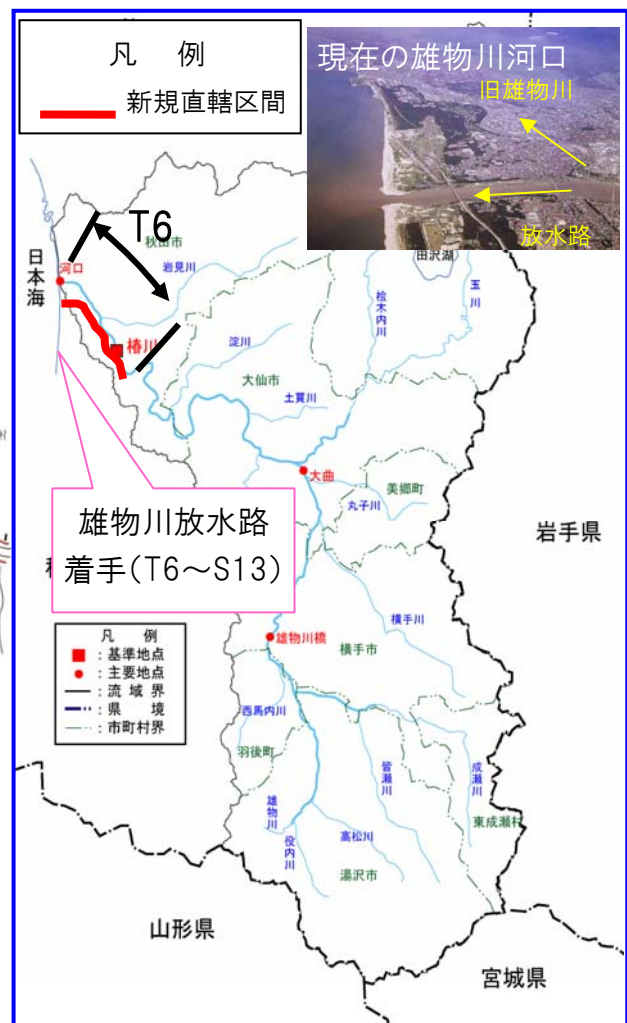 凡 例
新規直轄区間
現在の雄物川河口
旧雄物川
放水路
T6
秋田市
岩見川
河口
日本海
椿川
淀川
大仙市
土買川
桧木内川
田沢湖
玉川
大曲
美郷町
丸子川
岩手県
雄物川放水路
着手(T6～S13)
凡 例
:基準地点
:主要地点
:流域界
:県境
:市町村界
雄物川橋
横手川
横手市
西馬内川
羽後町
皆瀬川
成瀬川
東成瀬村
雄物川
役内川
高松川
湯沢市
山形県
宮城県